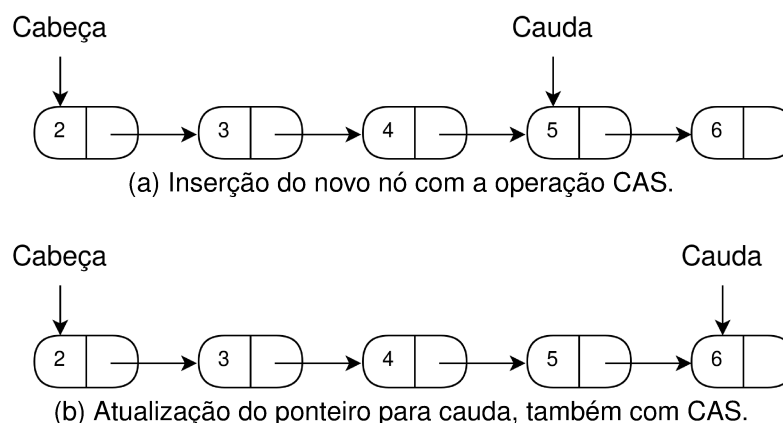 Cabeça Cauda
2 3 4 5 6
(a) Inserção do novo nó com a operação CAS.
Cabeça Cauda
2 3 4 5 6
(b) Atualização do ponteiro para cauda, também com CAS.